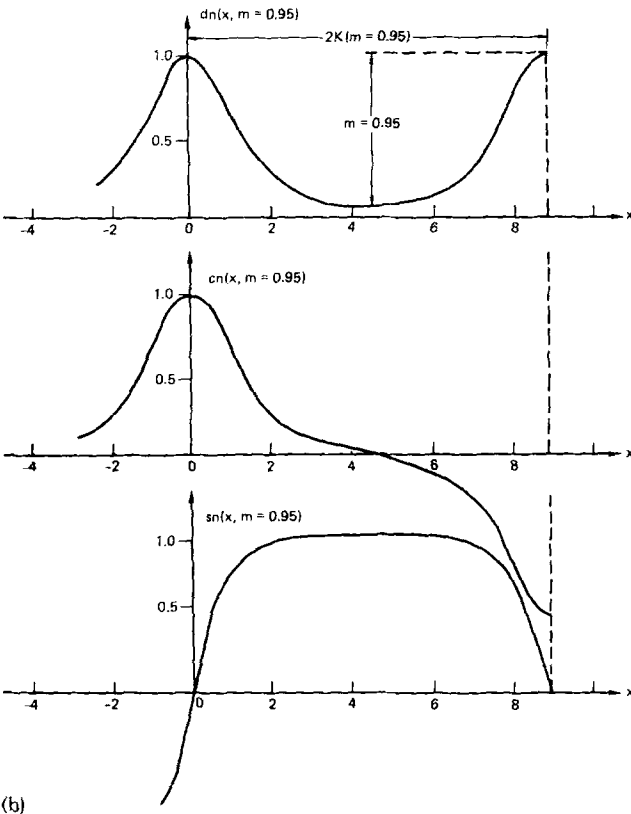 dn(x, m = 0.95)
2K(m = 0.95)
1.0
m = 0.95
0.5
-4 -2 0 2 4 6 8 x
cn(x, m = 0.95)
1.0
0.5
-4 -2 0 2 4 6 8 x
sn(x, m = 0.95)
1.0
0.5
-4 -2 0 2 4 6 8 x
(b)